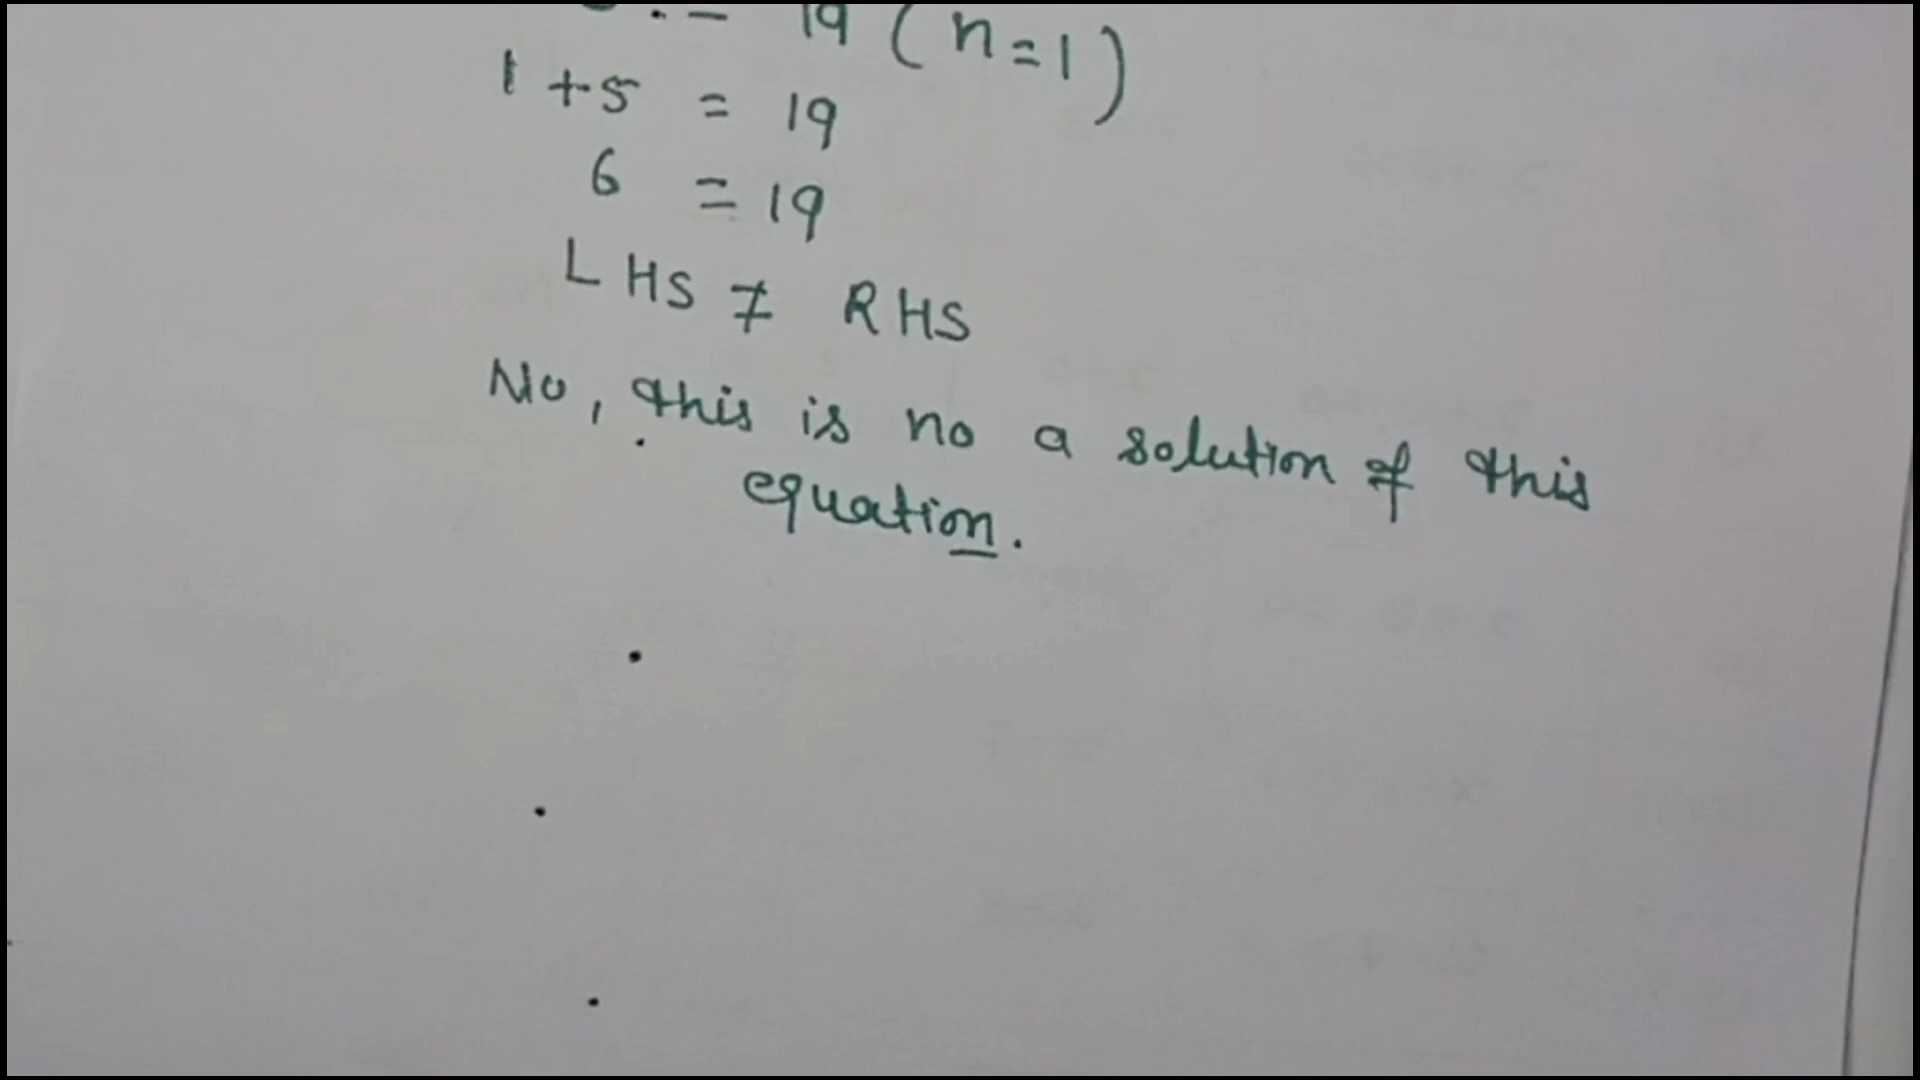 = 19 (n=1)
1 +5 = 19
6 = 19
LHS ≠ RHS
No, this is no a solution of this
equation.